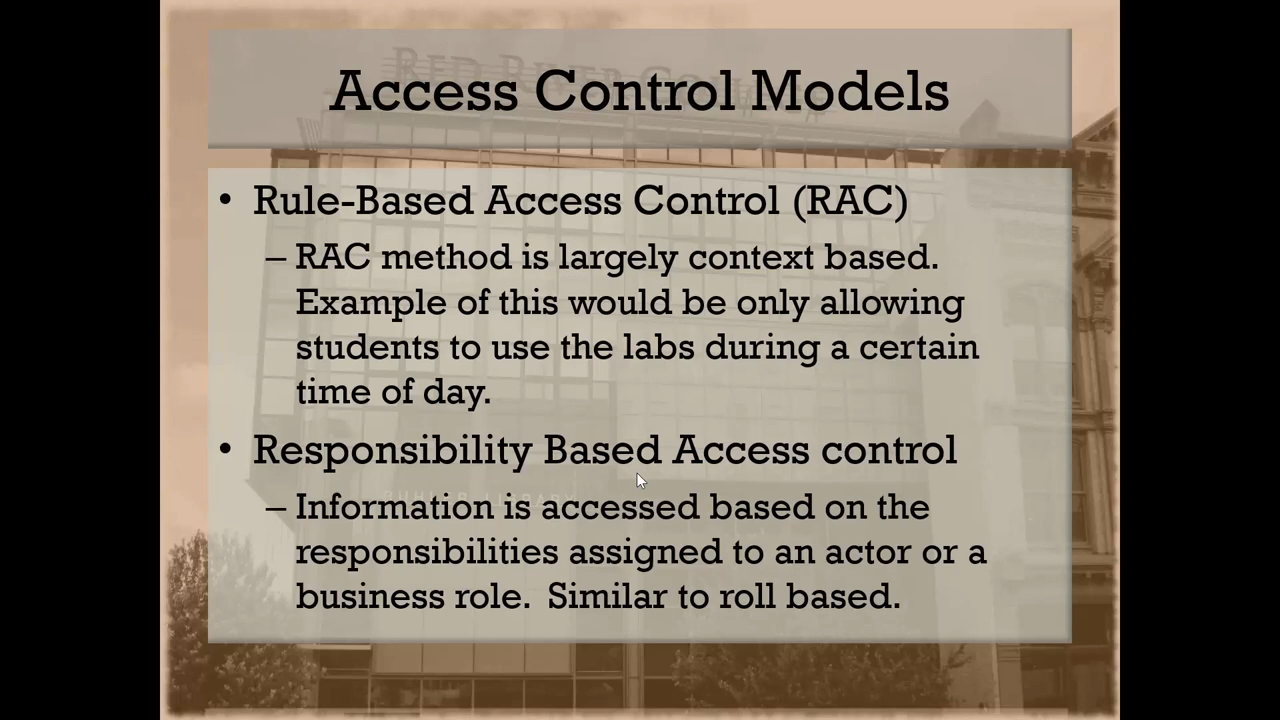 Access Control Models
• Rule-Based Access Control (RAC)
– RAC method is largely context based.
Example of this would be only allowing
students to use the labs during a certain
time of day.
• Responsibility Based Access control
– Information is accessed based on the
responsibilities assigned to an actor or a
business role.  Similar to roll based.